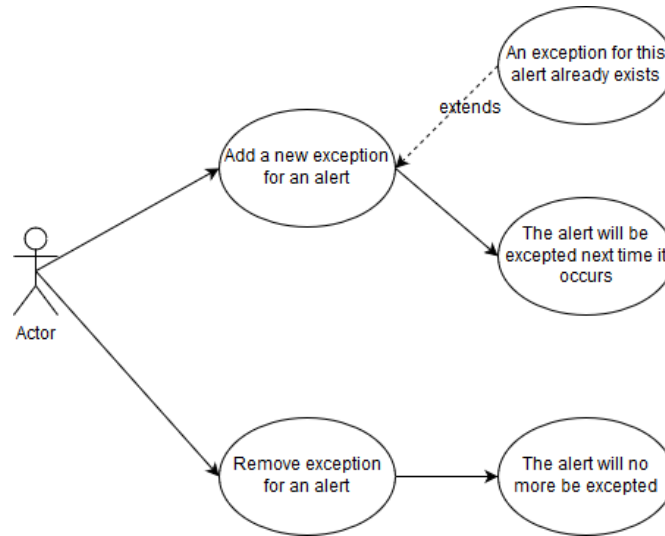 An exception for this
alert already exists
extends
Add a new exception
for an alert
The alert will be
excepted next time it
occurs
Actor
Remove exception
for an alert
The alert will no
more be excepted